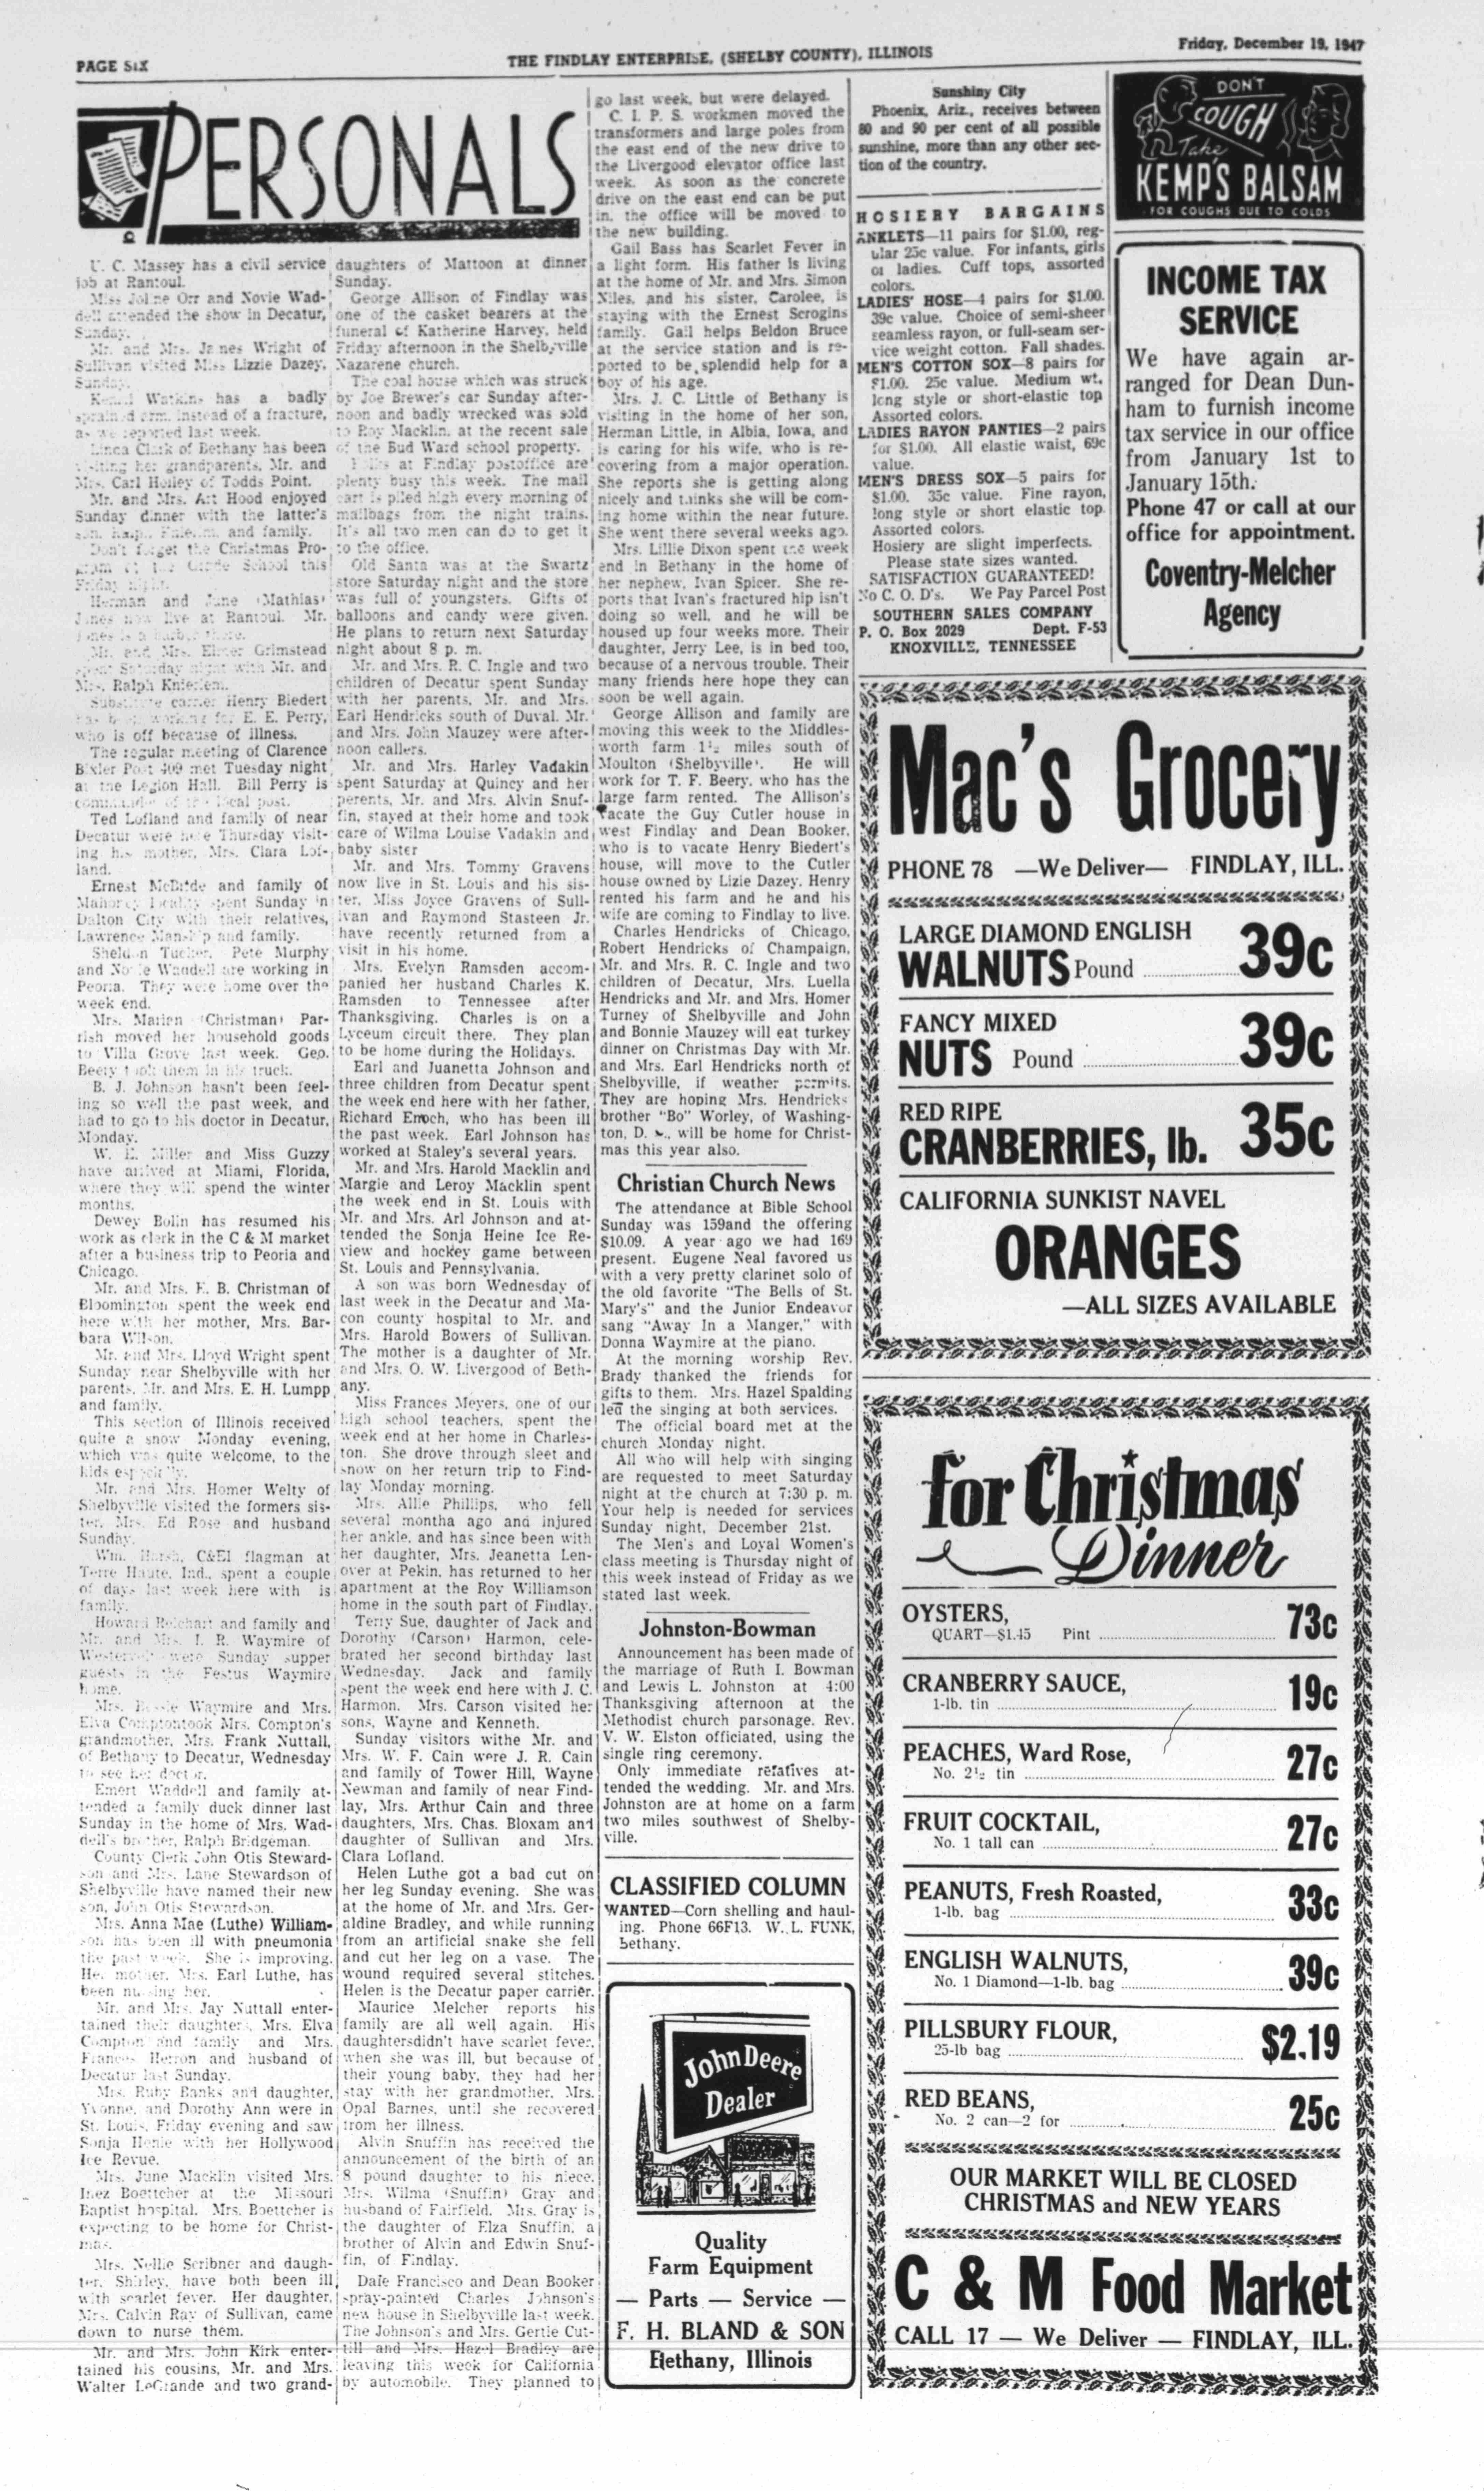 PAGE SIX
THE FINDLAY ENTERPRISE, (SHELBY COUNTY), ILLINOIS
Friday, December 19, 1947
PERSONALS
U. C. Massey has a civil service
job at Rantoul.
Miss Joline Orr and Novie Wad-
dell attended the show in Decatur,
Sunday.
Mr. and Mrs. James Wright of
Sullivan visited Miss Lizzie Dazey,
Sunday.
Watkins has a badly
sprained arm instead of a fracture,
as we reported last week.
Linca Clark of Bethany has been
visiting her grandparents, Mr. and
Mrs. Carl Holley of Todds Point.
Mr. and Mrs. Art Hood enjoyed
Sunday dinner with the latter's
son, and family.
Don't forget the Christmas Pro-
gram at the Grade School this
Friday night.
Herman and June (Mathias)
Jones now live at Rantoul. Mr.
Jones is a barber there.
Mr. and Mrs. Elmer Grimstead
spent Saturday night with Mr. and
Mrs. Ralph Kniefem.
Substitute carrier Henry Biedert
has been working for E. E. Perry,
who is off because of illness.
The regular meeting of Clarence
Bixler Post 409 met Tuesday night
at the Legion Hall. Bill Perry is
commander of the local post.
Ted Lofland and family of near
Decatur were here Thursday visit-
ing his mother, Mrs. Clara Lof-
land.
Ernest McBride and family of
locality spent Sunday in
Dalton City with their relatives,
Lawrence Manship and family.
Sheldon Tucker, Pete Murphy
and Novie Waddell are working in
Peoria. They were home over the
week end.
Mrs. Marien (Christman) Par-
rish moved her household goods
to Villa Grove last week. Geo.
Beery took them in his truck.
B. J. Johnson hasn't been feel-
ing so well the past week, and
had to go to his doctor in Decatur,
Monday.
W. E. Miller and Miss Guzzy
have arrived at Miami, Florida,
where they will spend the winter
months.
Dewey Bolin has resumed his
work as clerk in the C & M market
after a business trip to Peoria and
Chicago.
Mr. and Mrs. E. B. Christman of
Bloomington spent the week end
here with her mother, Mrs. Bar-
bara Wilson.
Mr. and Mrs. Lloyd Wright spent
Sunday near Shelbyville with her
parents, Mr. and Mrs. E. H. Lumpp
and family.
This section of Illinois received
quite a snow Monday evening,
which was quite welcome, to the
kids especially.
Mr. and Mrs. Homer Welty of
Shelbyville visited the formers sis-
ter, Mrs. Ed Rose and husband
Sunday.
Wm. Harsh, C&EI flagman at
Terre Haute, Ind., spent a couple
of days last week here with is
family.
Howard Reichart and family and
Mr. and Mrs. I. R. Waymire of
Westervelt were Sunday supper
guests in the Festus Waymire
home.
Mrs. Bessie Waymire and Mrs.
Elva Comptontook Mrs. Compton's
grandmother, Mrs. Frank Nuttall,
of Bethany to Decatur, Wednesday
to see her doctor.
Emert Waddell and family at-
tended a family duck dinner last
Sunday in the home of Mrs. Wad-
dell's brother, Ralph Bridgeman.
County Clerk John Otis Steward-
son and Mrs. Lane Stewardson of
Shelbyville have named their new
son, John Otis Stewardson.
Mrs. Anna Mae (Luthe) William-
son has been ill with pneumonia
the past week. She is improving.
Her mother, Mrs. Earl Luthe, has
been nursing her.
Mr. and Mrs. Jay Nuttall enter-
tained their daughters, Mrs. Elva
Compton and family and Mrs.
Frances Herron and husband of
Decatur last Sunday.
Mrs. Ruby Banks and daughter,
Yvonne, and Dorothy Ann were in
St. Louis, Friday evening and saw
Sonja Henie with her Hollywood
Ice Revue.
Mrs. June Macklin visited Mrs.
Inez Boettcher at the Missouri
Baptist hospital. Mrs. Boettcher is
expecting to be home for Christ-
mas.
Mrs. Nellie Scribner and daugh-
ter, Shirley, have both been ill
with scarlet fever. Her daughter,
Mrs. Calvin Ray of Sullivan, came
down to nurse them.
Mr. and Mrs. John Kirk enter-
tained his cousins, Mr. and Mrs.
Walter LeGrande and two grand-
daughters of Mattoon at dinner
Sunday.
George Allison of Findlay was
one of the casket bearers at the
funeral of Katherine Harvey, held
Friday afternoon in the Shelbyville
Nazarene church.
The coal house which was struck
by Joe Brewer's car Sunday after-
noon and badly wrecked was sold
to Roy Macklin, at the recent sale
of the Bud Ward school property.
Folks at Findlay postoffice are
plenty busy this week. The mail
cart is piled high every morning of
mailbags from the night trains.
It's all two men can do to get it
to the office.
Old Santa was at the Swartz
store Saturday night and the store
was full of youngsters. Gifts of
balloons and candy were given.
He plans to return next Saturday
night about 8 p. m.
Mr. and Mrs. R. C. Ingle and two
children of Decatur spent Sunday
with her parents, Mr. and Mrs.
Earl Hendricks south of Duval. Mr.
and Mrs. John Mauzey were after-
noon callers.
Mr. and Mrs. Harley Vadakin
spent Saturday at Quincy and her
perents, Mr. and Mrs. Alvin Snuf-
fin, stayed at their home and took
care of Wilma Louise Vadakin and
baby sister
Mr. and Mrs. Tommy Gravens
now live in St. Louis and his sis-
ter, Miss Joyce Gravens of Sull-
ivan and Raymond Stasteen Jr.
have recently returned from a
visit in his home.
Mrs. Evelyn Ramsden accom-
panied her husband Charles K.
Ramsden to Tennessee after
Thanksgiving. Charles is on a
Lyceum circuit there. They plan
to be home during the Holidays.
Earl and Juanetta Johnson and
three children from Decatur spent
the week end here with her father,
Richard Enoch, who has been ill
the past week. Earl Johnson has
worked at Staley's several years.
Mr. and Mrs. Harold Macklin and
Margie and Leroy Macklin spent
the week end in St. Louis with
Mr. and Mrs. Arl Johnson and at-
tended the Sonja Heine Ice Re-
view and hockey game between
St. Louis and Pennsylvania.
A son was born Wednesday of
last week in the Decatur and Ma-
con county hospital to Mr. and
Mrs. Harold Bowers of Sullivan.
The mother is a daughter of Mr.
and Mrs. O. W. Livergood of Beth-
any.
Miss Frances Meyers, one of our
high school teachers, spent the
week end at her home in Charles-
ton. She drove through sleet and
snow on her return trip to Find-
lay Monday morning.
Mrs. Allie Phillips, who fell
several montha ago and injured
her ankle, and has since been with
her daughter, Mrs. Jeanetta Len-
over at Pekin, has returned to her
apartment at the Roy Williamson
home in the south part of Findlay.
Terry Sue, daughter of Jack and
Dorothy (Carson) Harmon, cele-
brated her second birthday last
Wednesday. Jack and family
spent the week end here with J. C.
Harmon. Mrs. Carson visited her
sons, Wayne and Kenneth.
Sunday visitors withe Mr. and
Mrs. W. F. Cain were J. R. Cain
and family of Tower Hill, Wayne
Newman and family of near Find-
lay, Mrs. Arthur Cain and three
daughters, Mrs. Chas. Bloxam and
daughter of Sullivan and Mrs.
Clara Lofland.
Helen Luthe got a bad cut on
her leg Sunday evening. She was
at the home of Mr. and Mrs. Ger-
aldine Bradley, and while running
from an artificial snake she fell
and cut her leg on a vase. The
wound required several stitches.
Helen is the Decatur paper carrier.
Maurice Melcher reports his
family are all well again. His
daughtersdidn't have scarlet fever,
when she was ill, but because of
their young baby, they had her
stay with her grandmother, Mrs.
Opal Barnes, until she recovered
from her illness.
Alvin Snuffin has received the
announcement of the birth of an
8 pound daughter to his niece,
Mrs. Wilma (Snuffin) Gray and
husband of Fairfield. Mrs. Gray is
the daughter of Elza Snuffin, a
brother of Alvin and Edwin Snuf-
fin, of Findlay.
Dale Francisco and Dean Booker
spray-painted Charles Johnson's
new house in Shelbyville last week.
The Johnson's and Mrs. Gertie Cut-
till and Mrs. Hazel Bradley are
leaving this week for California
by automobile. They planned to
go last week, but were delayed.
C. I. P. S. workmen moved the
transformers and large poles from
the east end of the new drive to
the Livergood elevator office last
week. As soon as the concrete
drive on the east end can be put
in, the office will be moved to
the new building.
Gail Bass has Scarlet Fever in
a light form. His father is living
at the home of Mr. and Mrs. Simon
Niles, and his sister, Carolee, is
staying with the Ernest Scrogins
family. Gail helps Beldon Bruce
at the service station and is re-
ported to be splendid help for a
boy of his age.
Mrs. J. C. Little of Bethany is
visiting in the home of her son,
Herman Little, in Albia, Iowa, and
is caring for his wife, who is re-
covering from a major operation.
She reports she is getting along
nicely and thinks she will be com-
ing home within the near future.
She went there several weeks ago.
Mrs. Lillie Dixon spent the week
end in Bethany in the home of
her nephew, Ivan Spicer. She re-
ports that Ivan's fractured hip isn't
doing so well, and he will be
housed up four weeks more. Their
daughter, Jerry Lee, is in bed too,
because of a nervous trouble. Their
many friends here hope they can
soon be well again.
George Allison and family are
moving this week to the Middles-
worth farm 1½ miles south of
Moulton (Shelbyville). He will
work for T. F. Beery, who has the
large farm rented. The Allison's
vacate the Guy Cutler house in
west Findlay and Dean Booker,
who is to vacate Henry Biedert's
house, will move to the Cutler
house owned by Lizie Dazey. Henry
rented his farm and he and his
wife are coming to Findlay to live.
Charles Hendricks of Chicago,
Robert Hendricks of Champaign,
Mr. and Mrs. R. C. Ingle and two
children of Decatur, Mrs. Luella
Hendricks and Mr. and Mrs. Homer
Turney of Shelbyville and John
and Bonnie Mauzey will eat turkey
dinner on Christmas Day with Mr.
and Mrs. Earl Hendricks north of
Shelbyville, if weather permits.
They are hoping Mrs. Hendricks
brother "Bo" Worley, of Washing-
ton, D. ., will be home for Christ-
mas this year also.
Christian Church News
The attendance at Bible School
Sunday was 159and the offering
$10.09. A year ago we had 169
present. Eugene Neal favored us
with a very pretty clarinet solo of
the old favorite "The Bells of St.
Mary's" and the Junior Endeavor
sang "Away In a Manger," with
Donna Waymire at the piano.
At the morning worship Rev.
Brady thanked the friends for
gifts to them. Mrs. Hazel Spalding
led the singing at both services.
The official board met at the
church Monday night.
All who will help with singing
are requested to meet Saturday
night at the church at 7:30 p. m.
Your help is needed for services
Sunday night, December 21st.
The Men's and Loyal Women's
class meeting is Thursday night of
this week instead of Friday as we
stated last week.
Johnston-Bowman
Announcement has been made of
the marriage of Ruth I. Bowman
and Lewis L. Johnston at 4:00
Thanksgiving afternoon at the
Methodist church parsonage. Rev.
V. W. Elston officiated, using the
single ring ceremony.
Only immediate relatives at-
tended the wedding. Mr. and Mrs.
Johnston are at home on a farm
two miles southwest of Shelby-
ville.
CLASSIFIED COLUMN
WANTED—Corn shelling and haul-
ing. Phone 66F13. W. L. FUNK,
Bethany.
John Deere
Dealer
Quality
Farm Equipment
— Parts — Service —
F. H. BLAND & SON
Bethany, Illinois
Sunshiny City
Phoenix, Ariz., receives between
80 and 90 per cent of all possible
sunshine, more than any other sec-
tion of the country.
HOSIERY BARGAINS
ANKLETS—11 pairs for $1.00, reg-
ular 25c value. For infants, girls
or ladies. Cuff tops, assorted
colors.
LADIES' HOSE—4 pairs for $1.00.
39c value. Choice of semi-sheer
seamless rayon, or full-seam ser-
vice weight cotton. Fall shades.
MEN'S COTTON SOX—8 pairs for
$1.00. 25c value. Medium wt.
long style or short-elastic top
Assorted colors.
LADIES RAYON PANTIES—2 pairs
for $1.00. All elastic waist, 69c
value.
MEN'S DRESS SOX—5 pairs for
$1.00. 35c value. Fine rayon,
long style or short elastic top.
Assorted colors.
Hosiery are slight imperfects.
Please state sizes wanted.
SATISFACTION GUARANTEED!
No C. O. D's. We Pay Parcel Post
SOUTHERN SALES COMPANY
P. O. Box 2029 Dept. F-53
KNOXVILLE, TENNESSEE
DON'T
COUGH
Take
KEMP'S BALSAM
FOR COUGHS DUE TO COLDS
INCOME TAX
SERVICE
We have again ar-
ranged for Dean Dun-
ham to furnish income
tax service in our office
from January 1st to
January 15th.
Phone 47 or call at our
office for appointment.
Coventry-Melcher
Agency
Mac's Grocery
PHONE 78 —We Deliver— FINDLAY, ILL.
LARGE DIAMOND ENGLISH
WALNUTS Pound 39c
FANCY MIXED
NUTS Pound 39c
RED RIPE
CRANBERRIES, lb. 35c
CALIFORNIA SUNKIST NAVEL
ORANGES
—ALL SIZES AVAILABLE
for Christmas
Dinner
OYSTERS,
QUART—$1.45 Pint 73c
CRANBERRY SAUCE,
1-lb. tin 19c
PEACHES, Ward Rose,
No. 2½ tin 27c
FRUIT COCKTAIL,
No. 1 tall can 27c
PEANUTS, Fresh Roasted,
1-lb. bag 33c
ENGLISH WALNUTS,
No. 1 Diamond—1-lb. bag 39c
PILLSBURY FLOUR,
25-lb bag $2.19
RED BEANS,
No. 2 can—2 for 25c
OUR MARKET WILL BE CLOSED
CHRISTMAS and NEW YEARS
C & M Food Market
CALL 17 — We Deliver — FINDLAY, ILL.